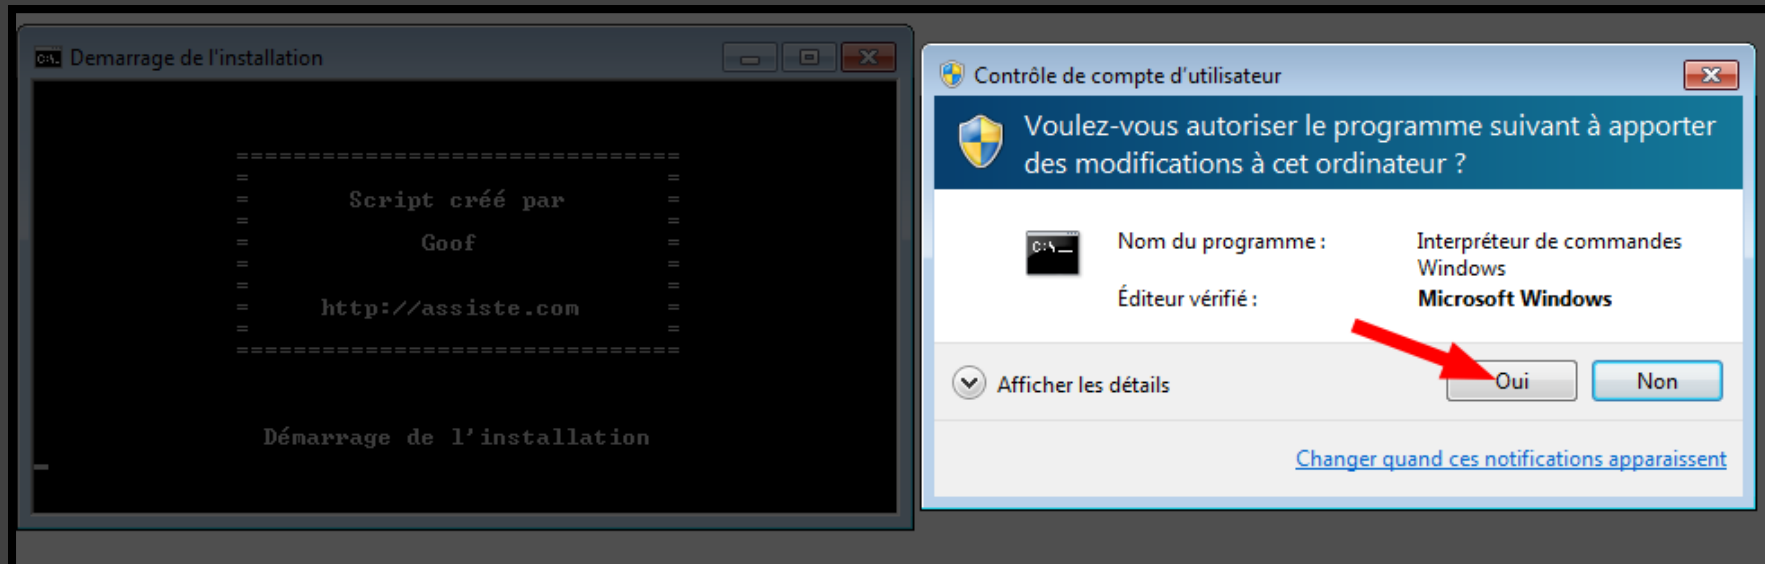 Demarrage de l'installation
===============================
= =
= Script créé par =
= =
= Goof =
= =
= =
= http://assiste.com =
= =
===============================
Démarrage de l'installation
Contrôle de compte d'utilisateur
Voulez-vous autoriser le programme suivant à apporter
des modifications à cet ordinateur ?
Nom du programme : Interpréteur de commandes
Windows
Éditeur vérifié : Microsoft Windows
Afficher les détails
Oui Non
Changer quand ces notifications apparaissent